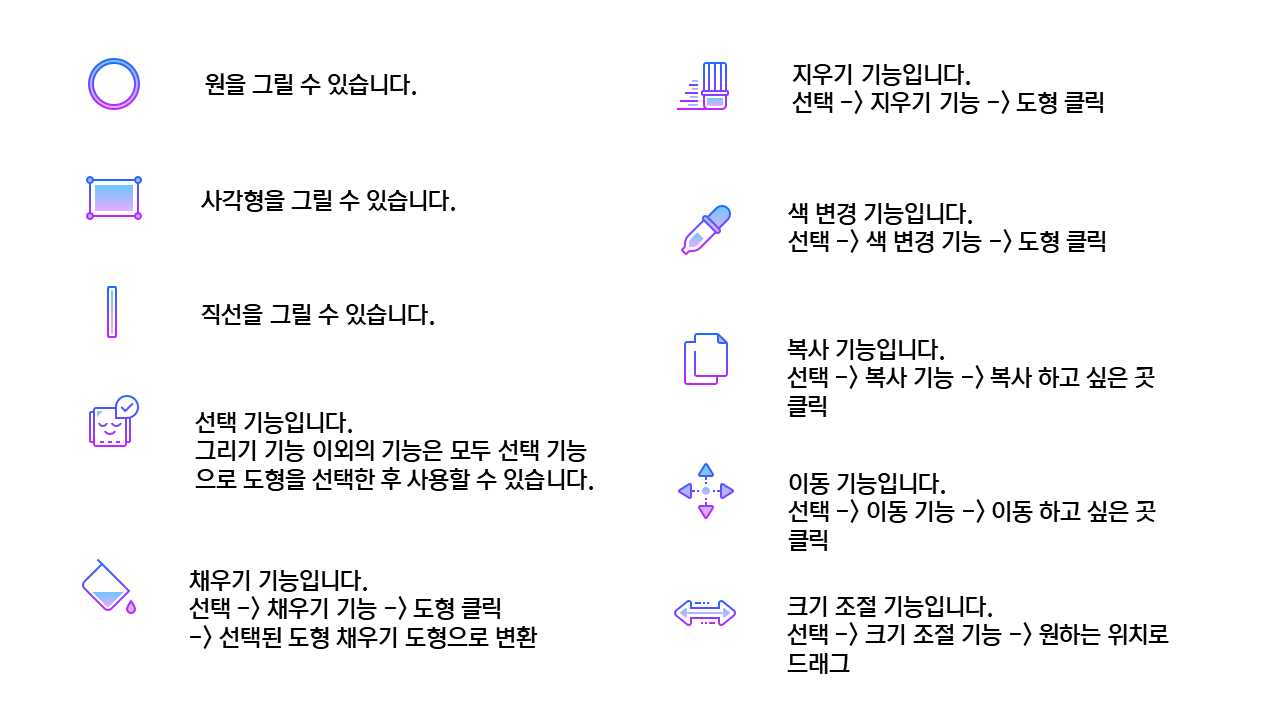 원을 그릴 수 있습니다.
사각형을 그릴 수 있습니다.
직선을 그릴 수 있습니다.
선택 기능입니다.
그리기 기능 이외의 기능은 모두 선택 기능
으로 도형을 선택한 후 사용할 수 있습니다.
채우기 기능입니다.
선택 -> 채우기 기능 -> 도형 클릭
-> 선택된 도형 채우기 도형으로 변환
지우기 기능입니다.
선택 -> 지우기 기능 -> 도형 클릭
색 변경 기능입니다.
선택 -> 색 변경 기능 -> 도형 클릭
복사 기능입니다.
선택 -> 복사 기능 -> 복사 하고 싶은 곳
클릭
이동 기능입니다.
선택 -> 이동 기능 -> 이동 하고 싶은 곳
클릭
크기 조절 기능입니다.
선택 -> 크기 조절 기능 -> 원하는 위치로
드래그